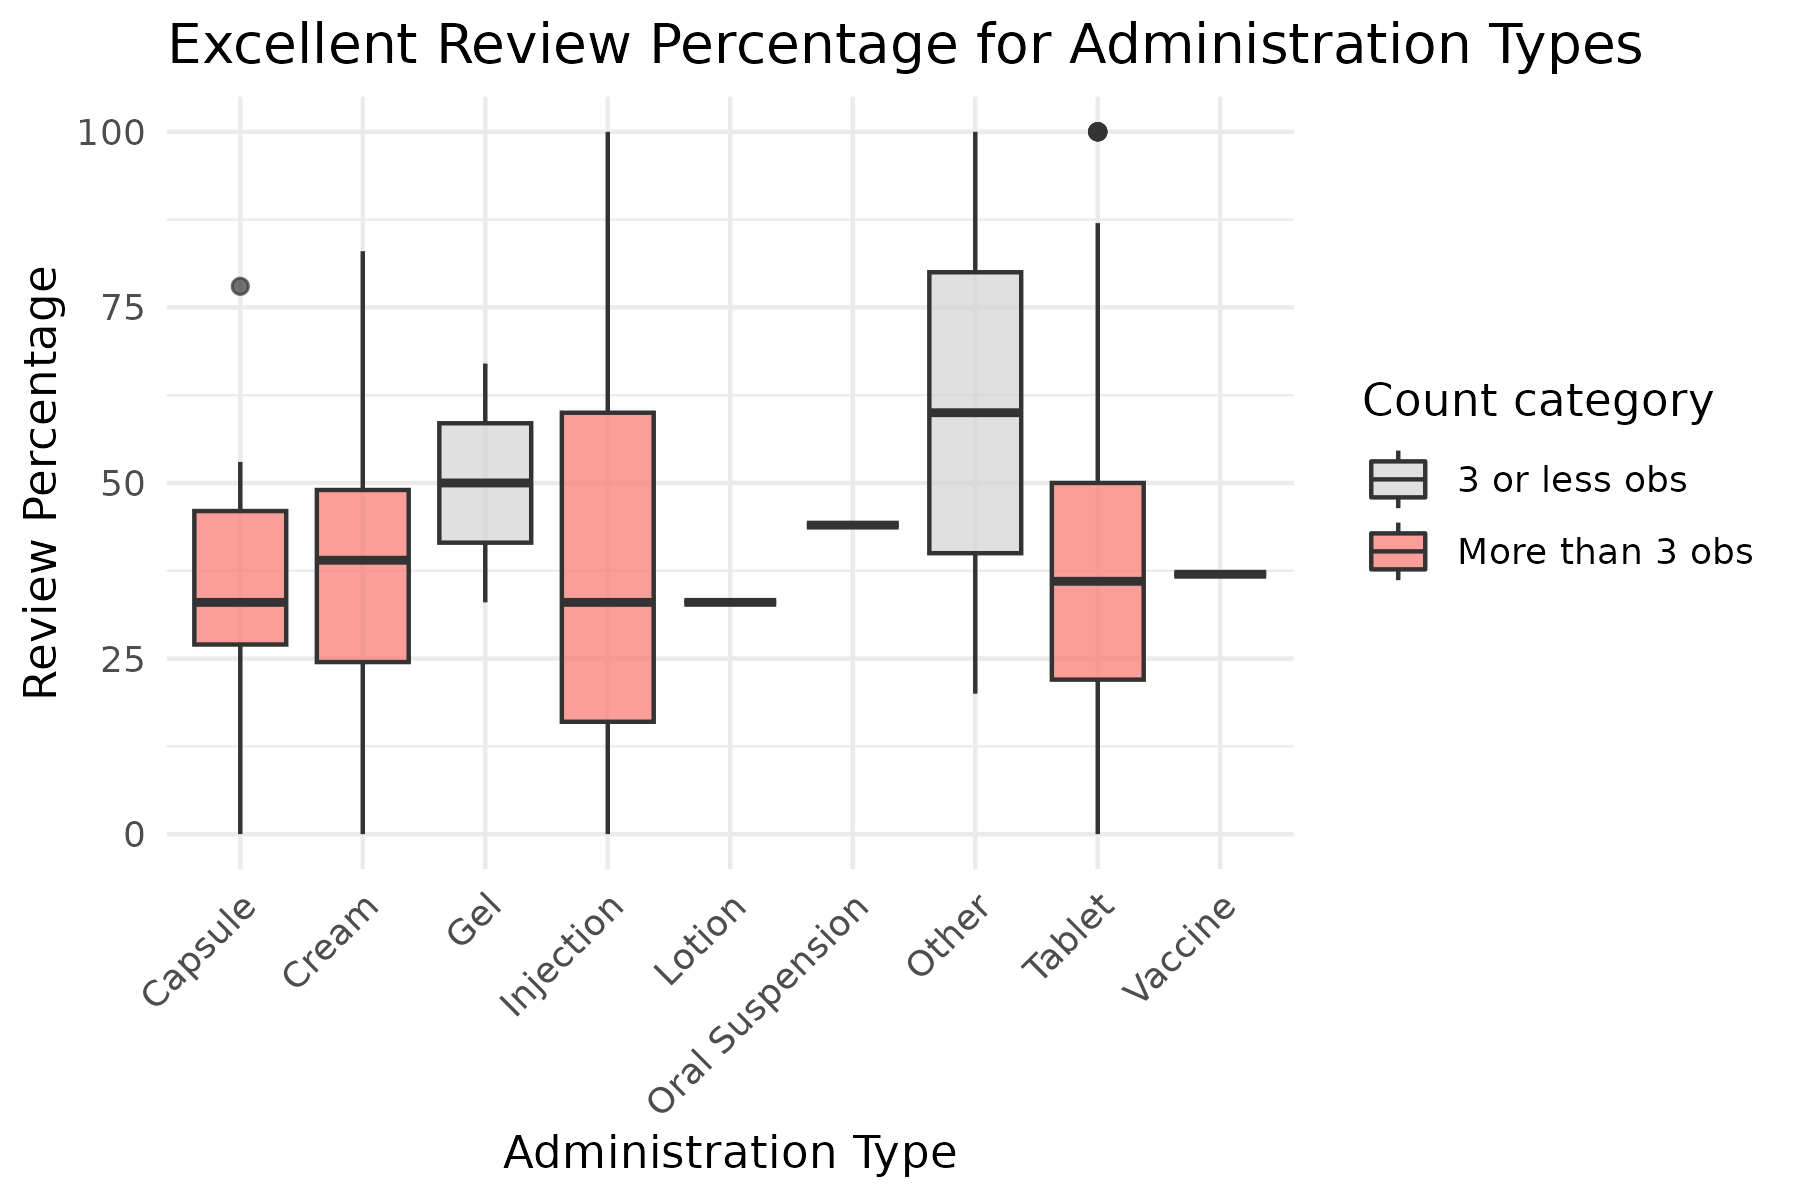 Excellent Review Percentage for Administration Types
Review Percentage
100
75
50
25
0
Capsule
Cream
Gel
Injection
Lotion
Oral Suspension
Other
Tablet
Vaccine
Administration Type
Count category
3 or less obs
More than 3 obs